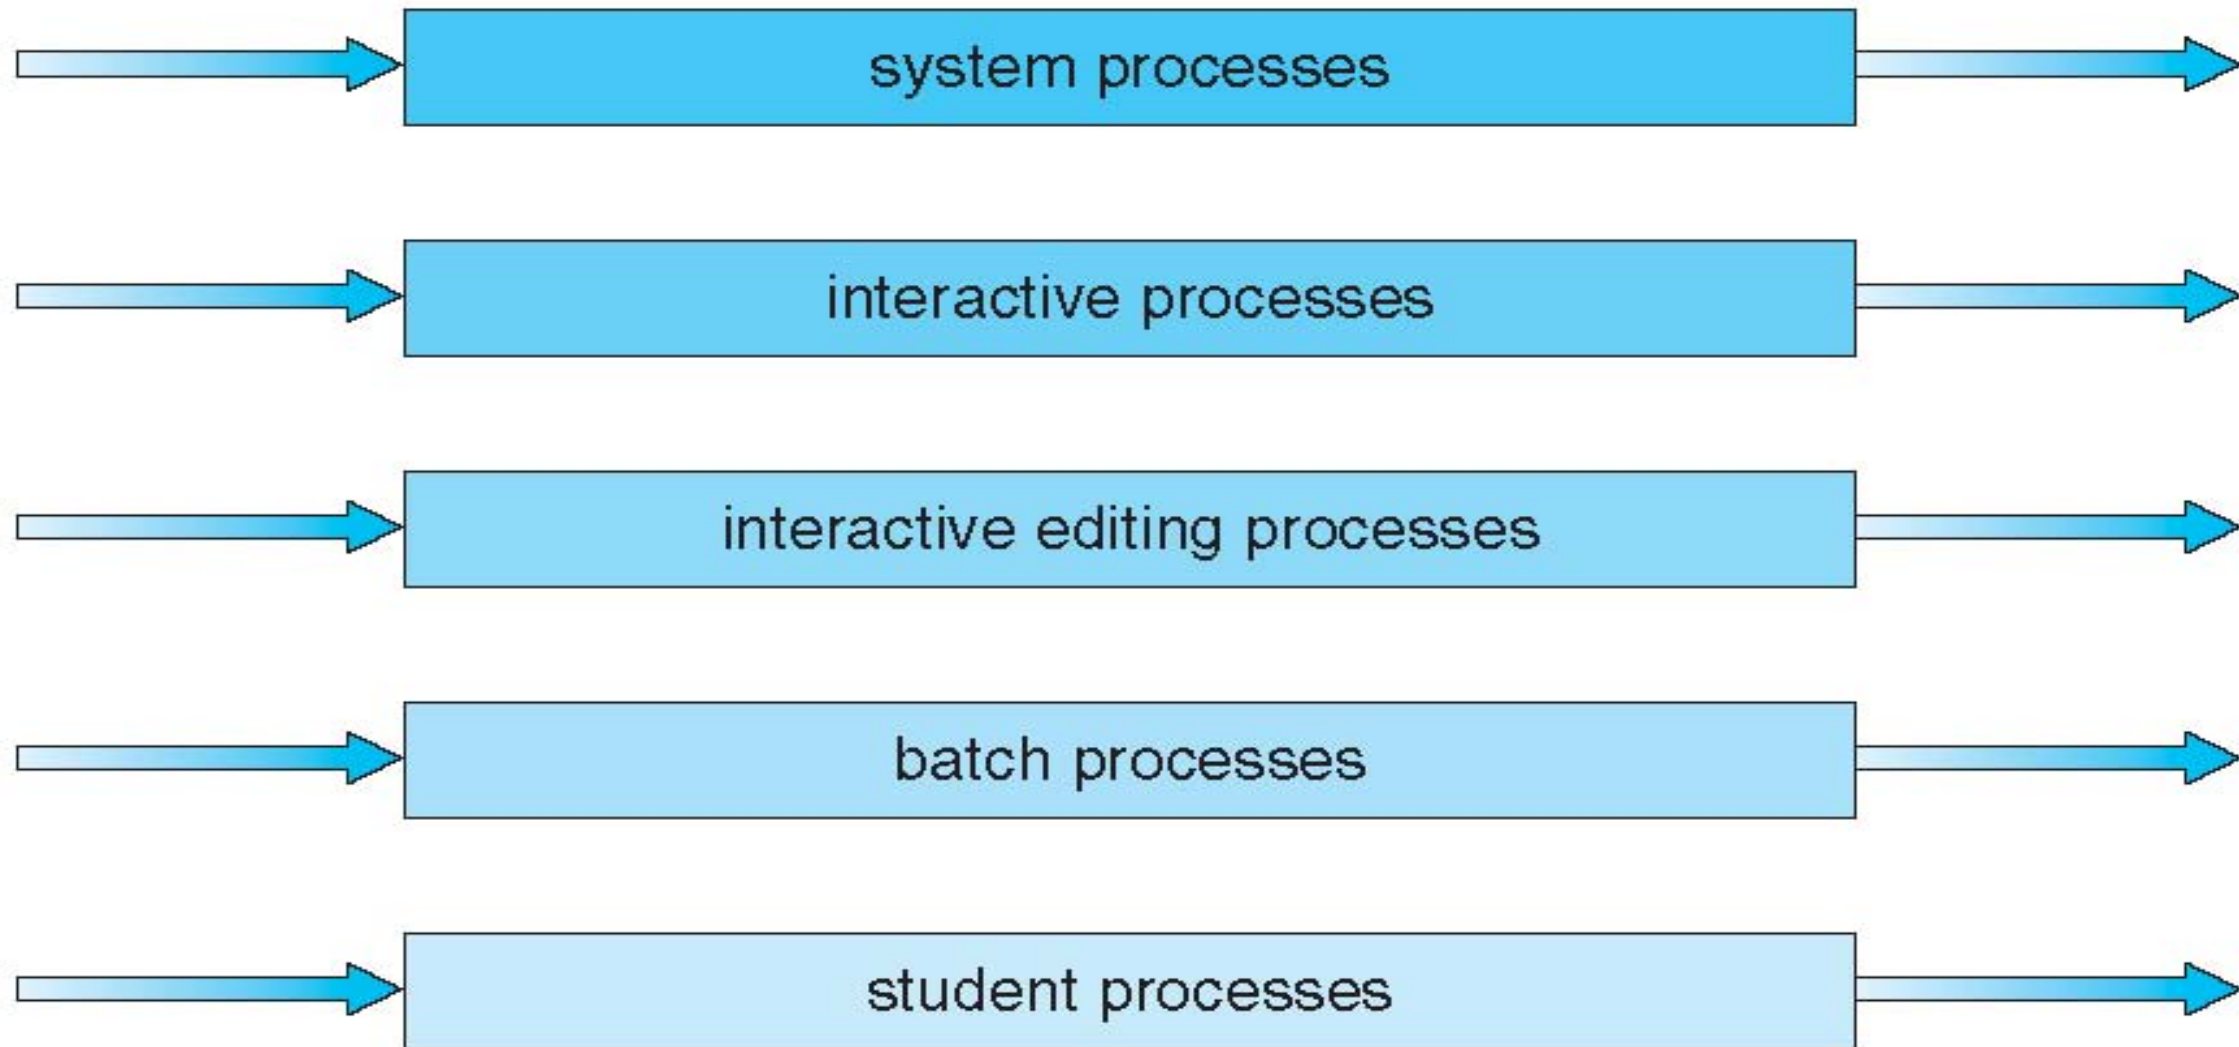 system processes
interactive processes
interactive editing processes
batch processes
student processes